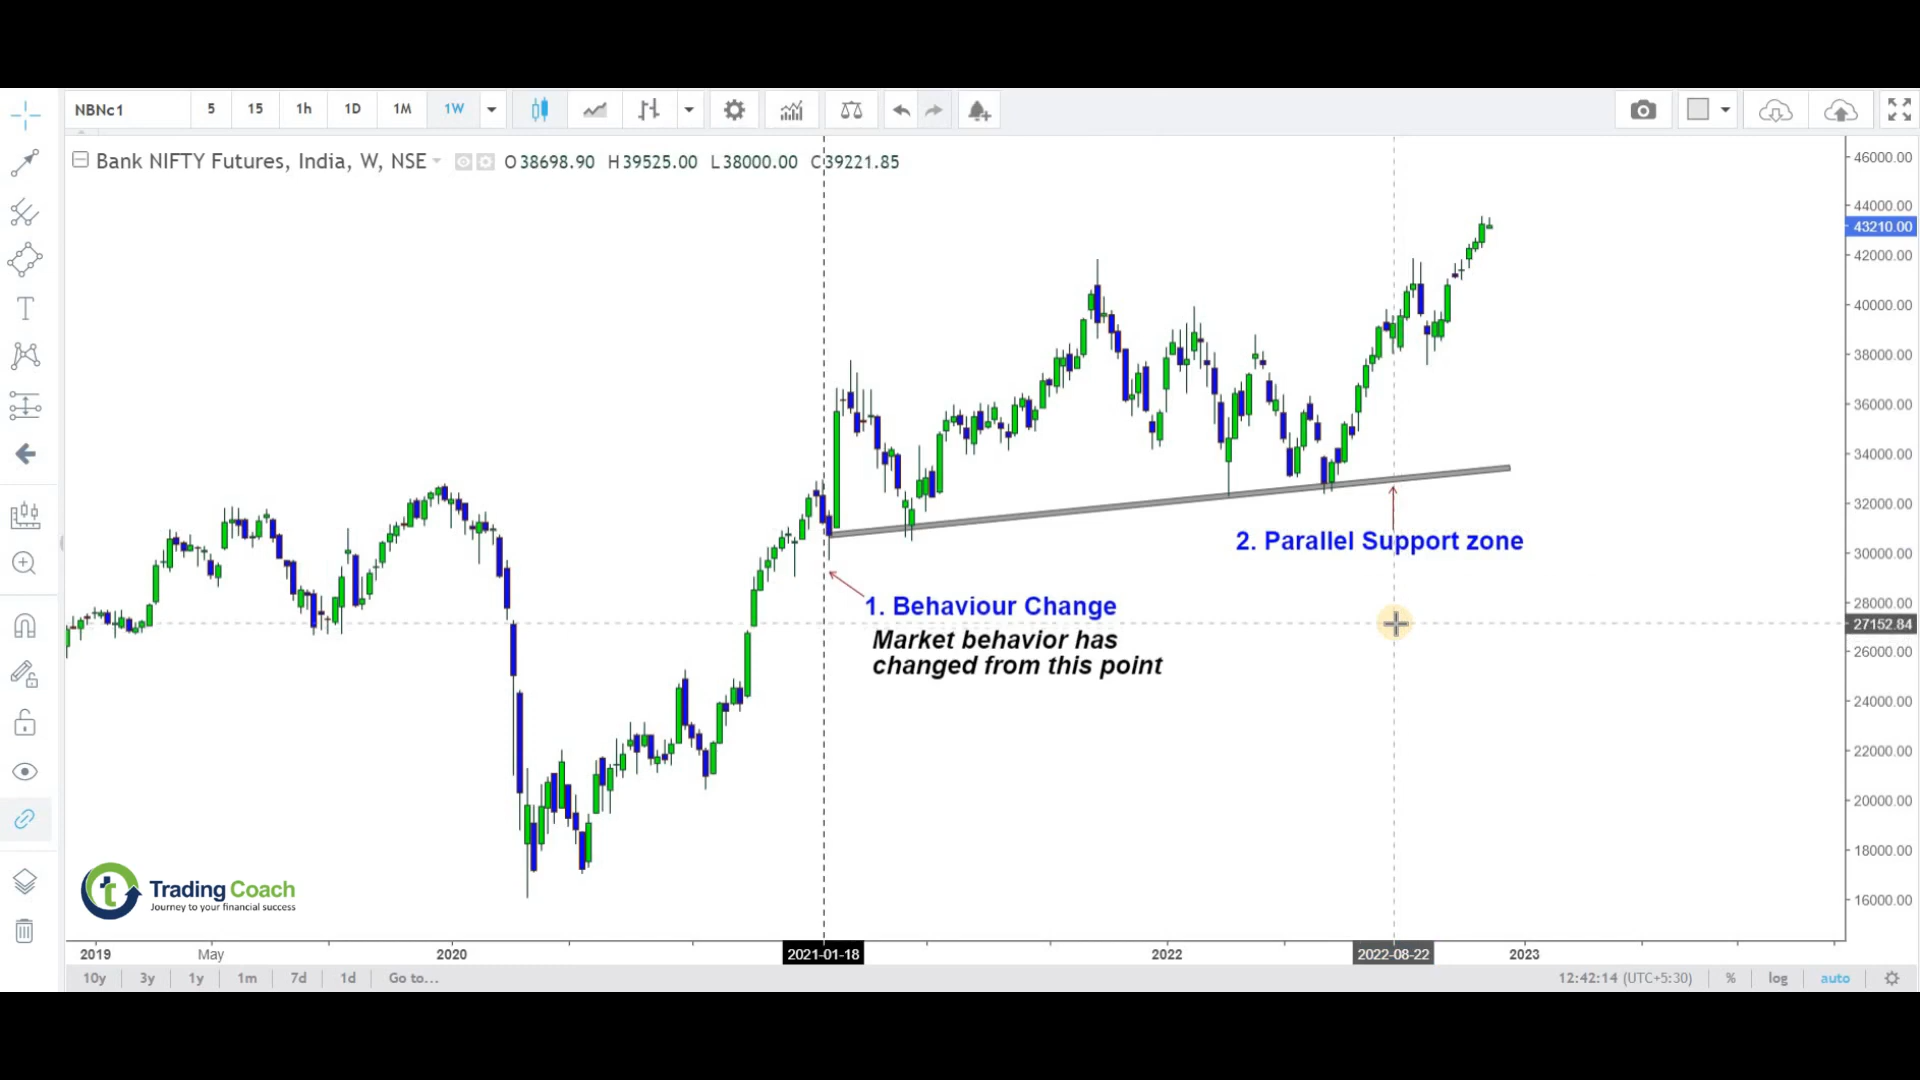 NBNc1 5 15 1h 1D 1M 1W
Bank NIFTY Futures, India, W, NSE O38698.90 H39525.00 L38000.00 C39221.85
46000.00
44000.00
43210.00
42000.00
40000.00
38000.00
36000.00
34000.00
32000.00
30000.00
28000.00
27152.84
26000.00
24000.00
22000.00
20000.00
18000.00
16000.00
2. Parallel Support zone
1. Behaviour Change
Market behavior has
changed from this point
t Trading Coach
Journey to your financial success
2019 May 2020 2021-01-18 2022 2022-08-22 2023
10y 3y 1y 1m 7d 1d Go to... 12:42:14 (UTC+5:30) % log auto